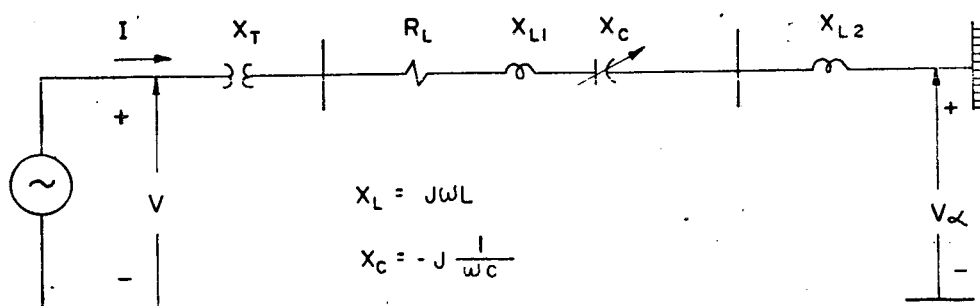 I
X_T
R_L
X_L1
X_C
X_L2
+
+
V
V∝
X_L = JωL
X_C = -J 1/ωC
-
-